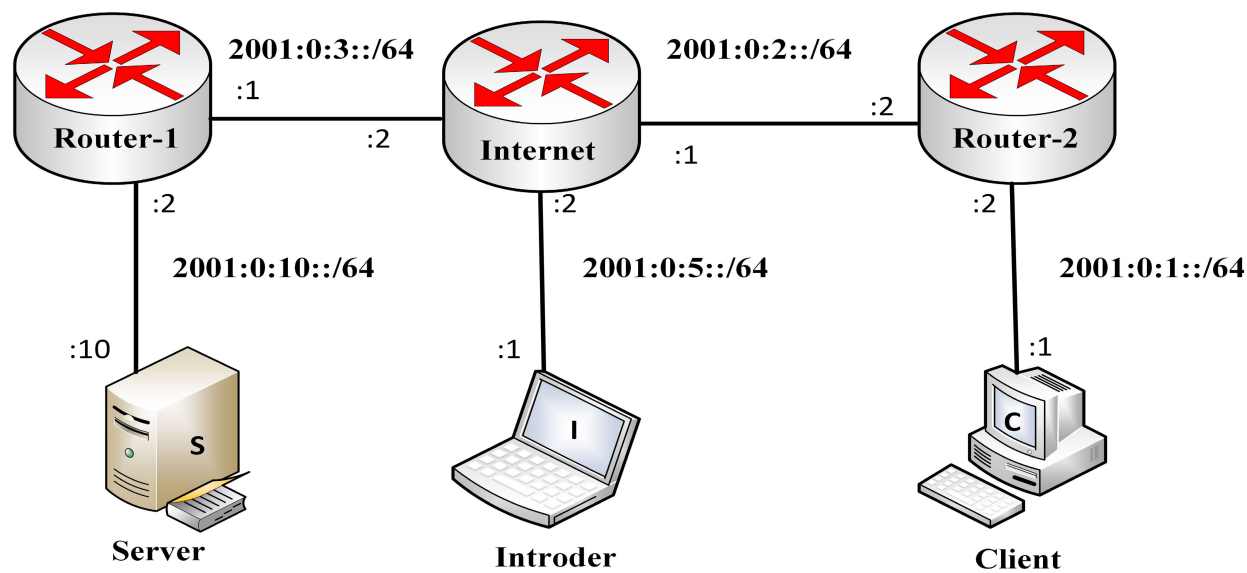 2001:0:3::/64
2001:0:2::/64
:1
:2
Router-1
:2
Internet
:1
Router-2
:2
:2
:2
2001:0:10::/64
2001:0:5::/64
2001:0:1::/64
:10
:1
:1
S
I
C
Server
Introder
Client